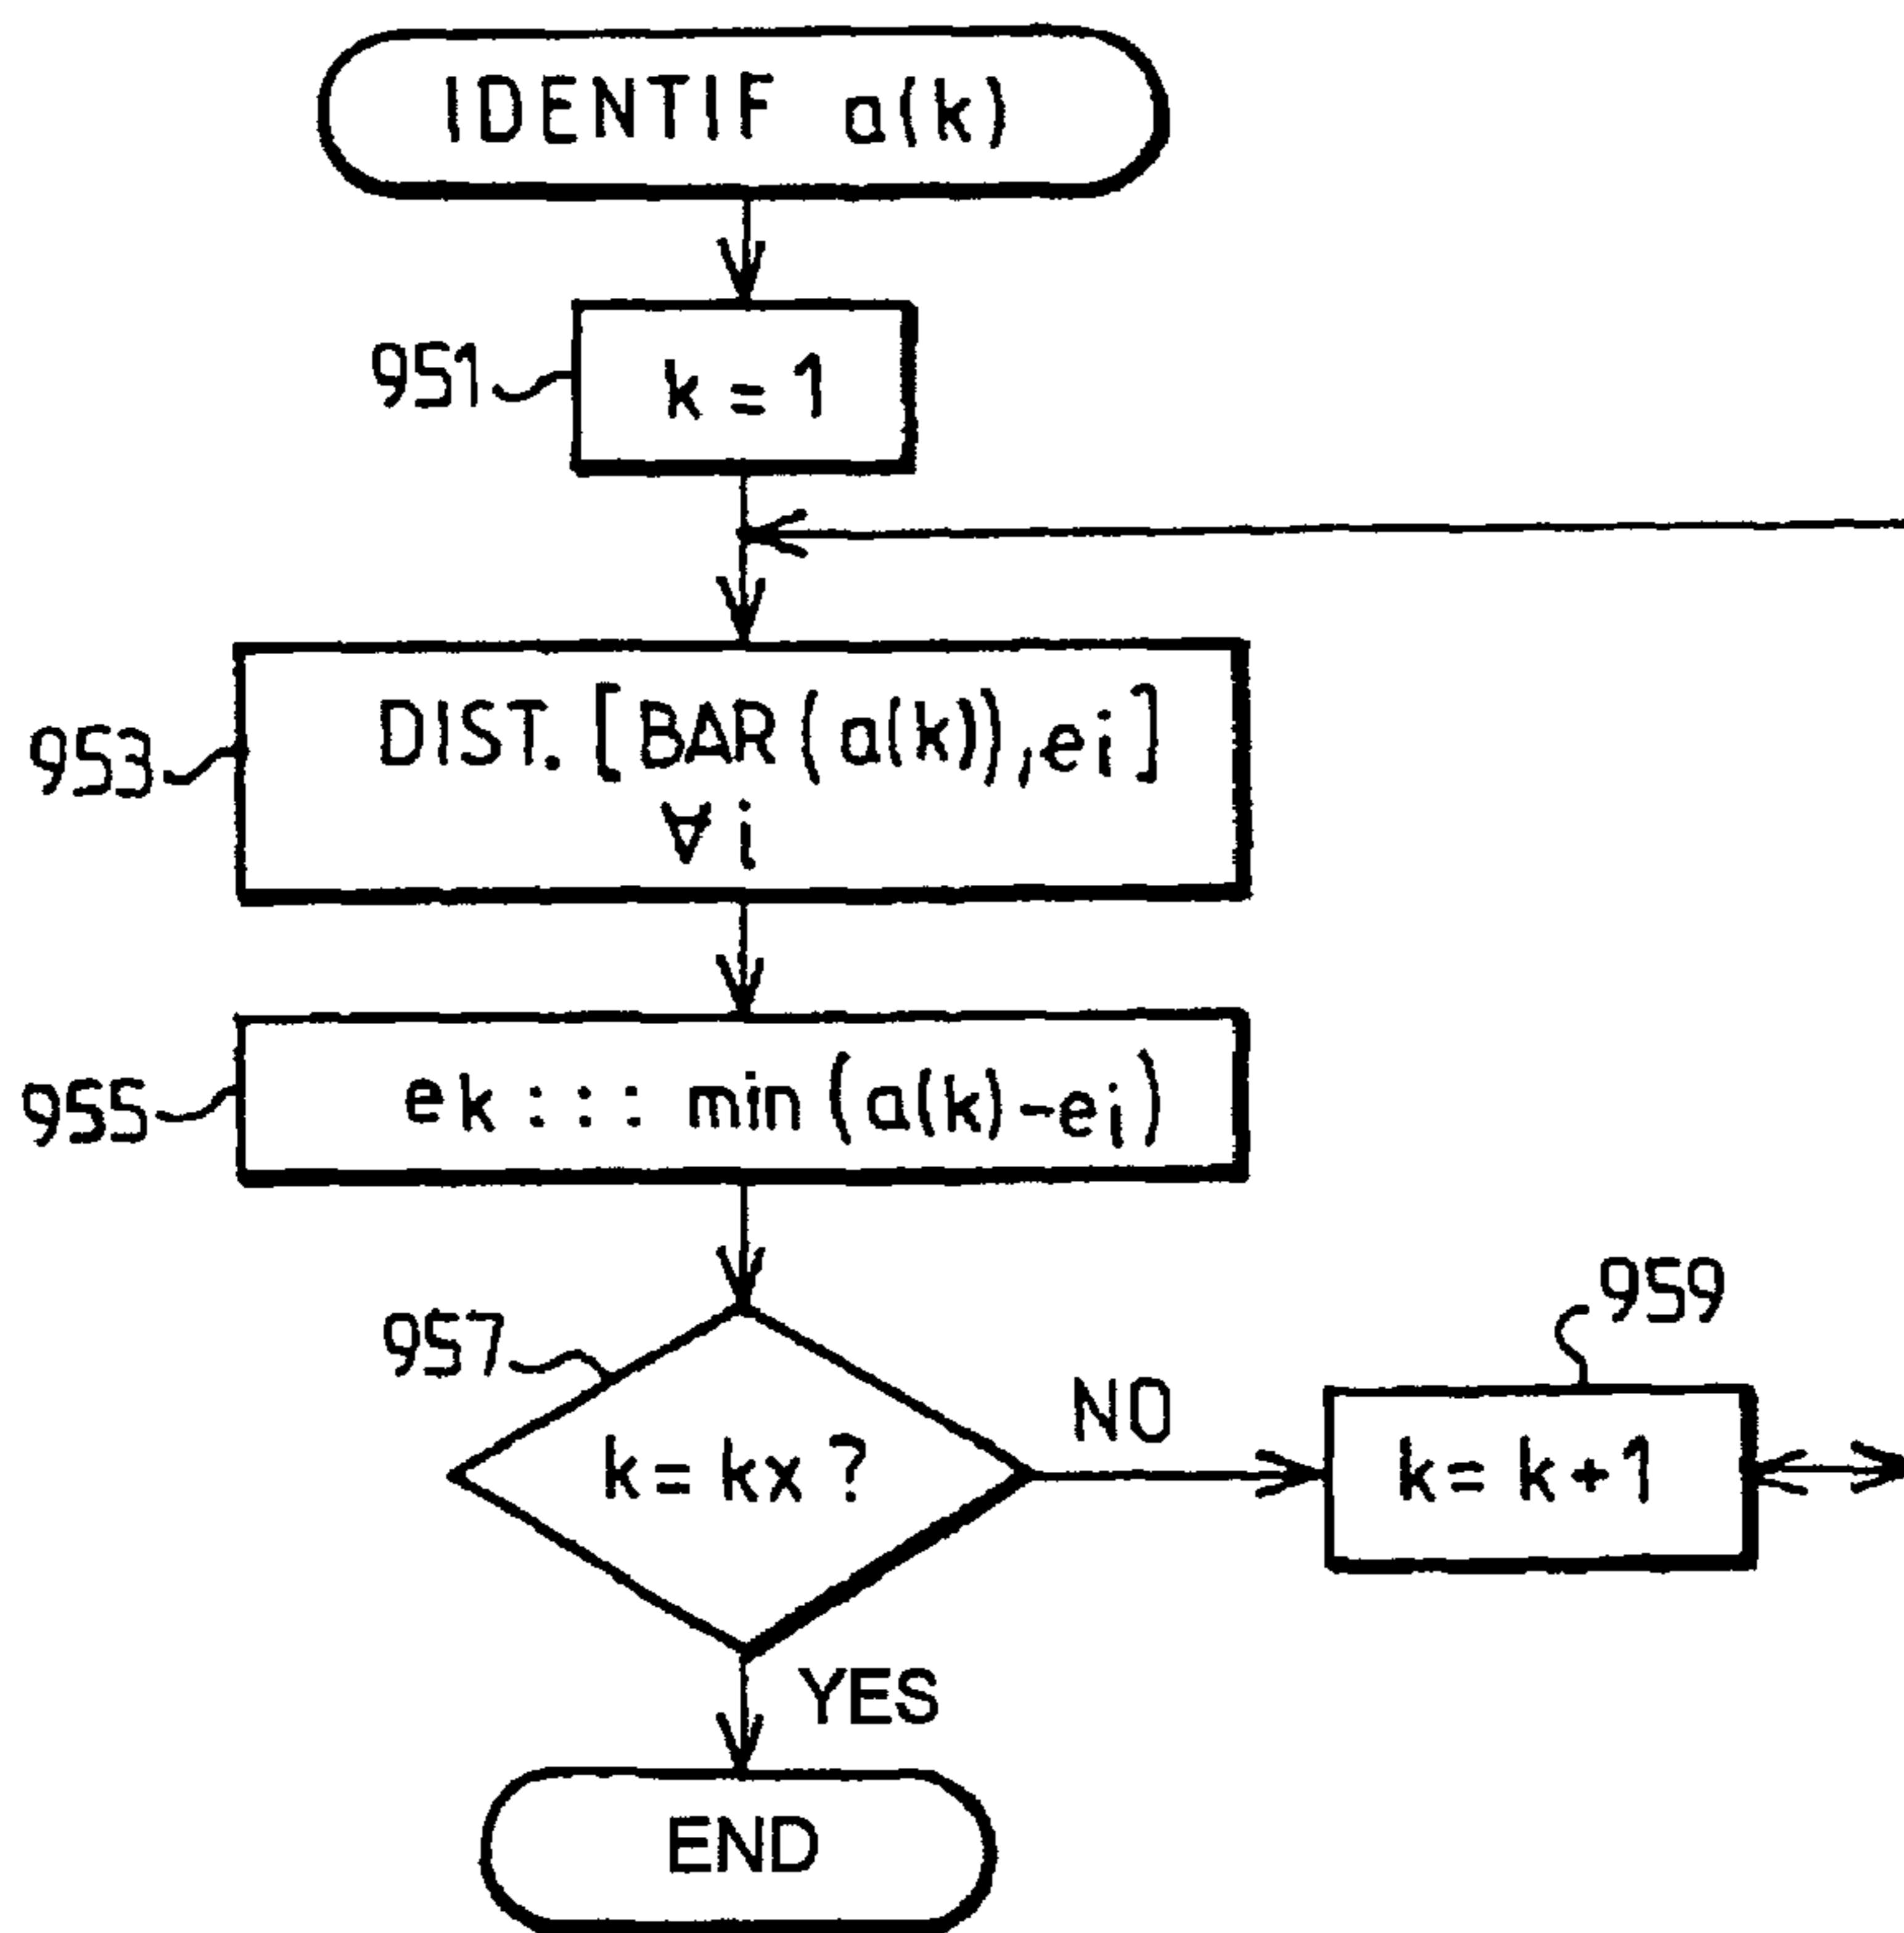 IDENTIF a(k)
951
k = 1
953
DIST. [BAR(a(k)), ei]
∀ i
955
ek : : : min (a(k)-ei)
957
k = kx ?
NO
959
k = k + 1
YES
END